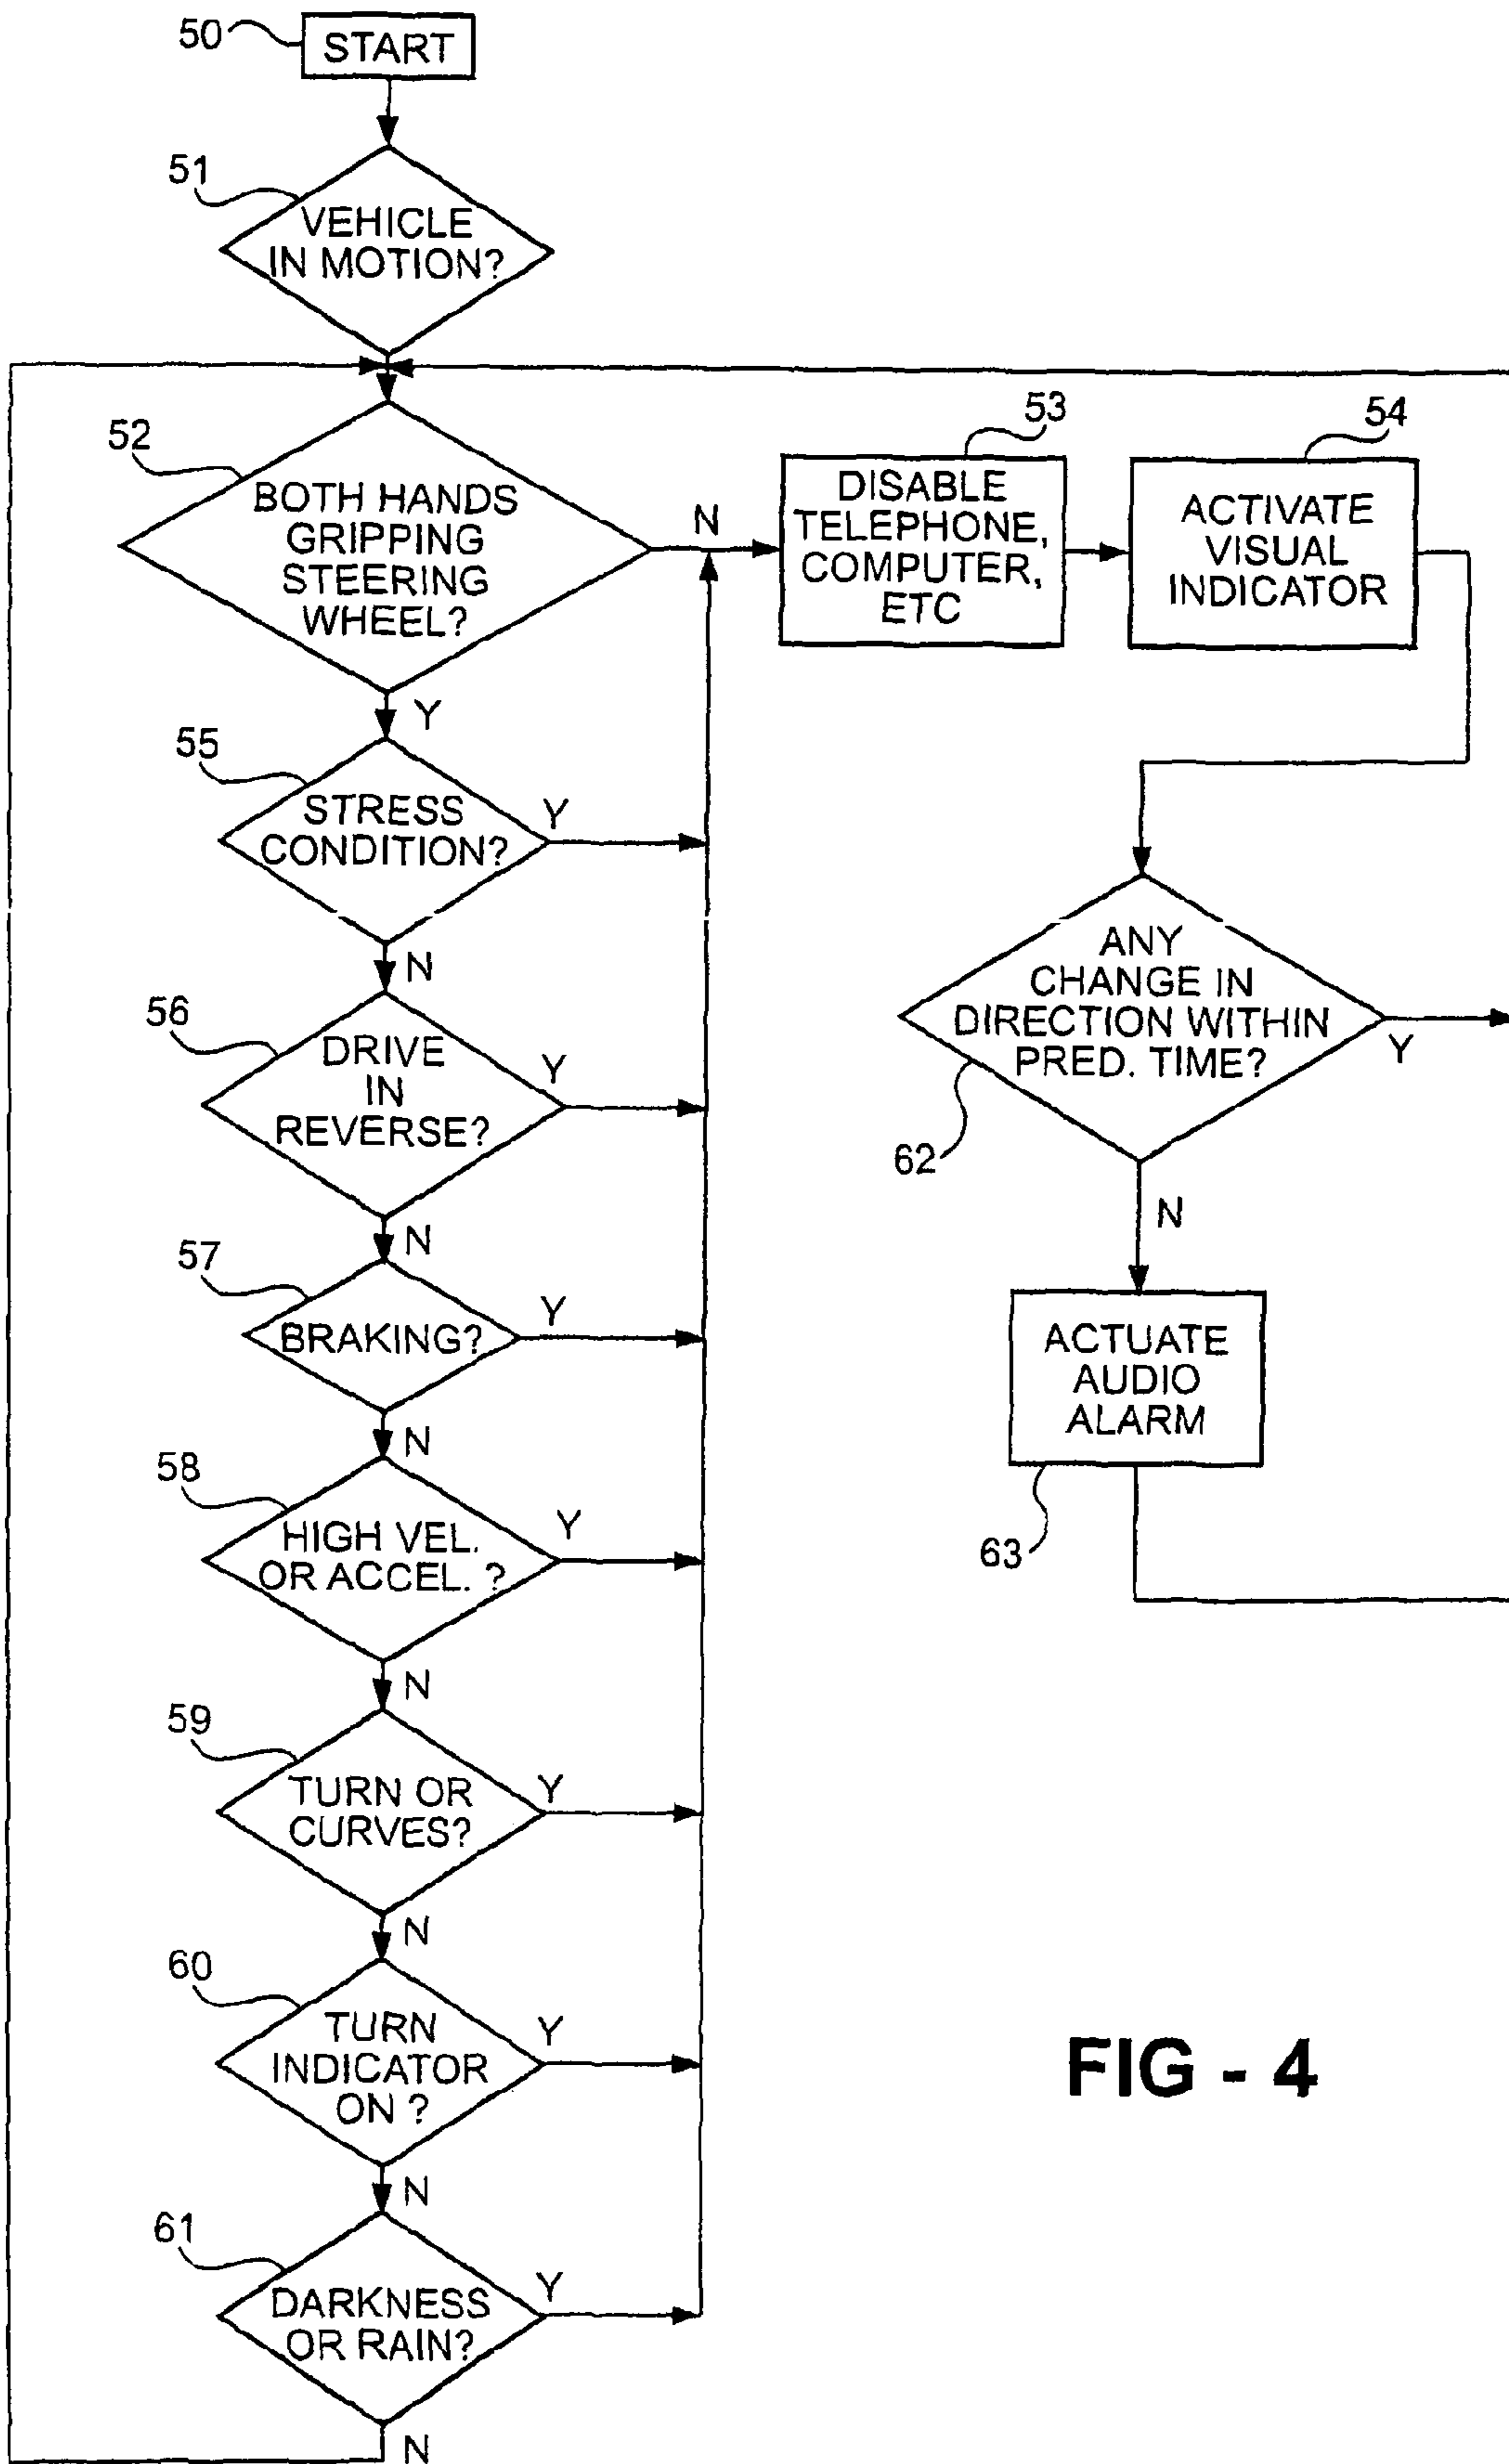 50
START
51
VEHICLE
IN MOTION?
52
BOTH HANDS
GRIPPING
STEERING
WHEEL?
N
Y
53
DISABLE
TELEPHONE,
COMPUTER,
ETC
54
ACTIVATE
VISUAL
INDICATOR
55
STRESS
CONDITION?
Y
N
56
DRIVE
IN
REVERSE?
Y
N
57
BRAKING?
Y
N
58
HIGH VEL.
OR ACCEL. ?
Y
N
59
TURN OR
CURVES?
Y
N
60
TURN
INDICATOR
ON ?
Y
N
61
DARKNESS
OR RAIN?
Y
N
ANY
CHANGE IN
DIRECTION WITHIN
PRED. TIME?
Y
62
N
ACTUATE
AUDIO
ALARM
63
FIG - 4